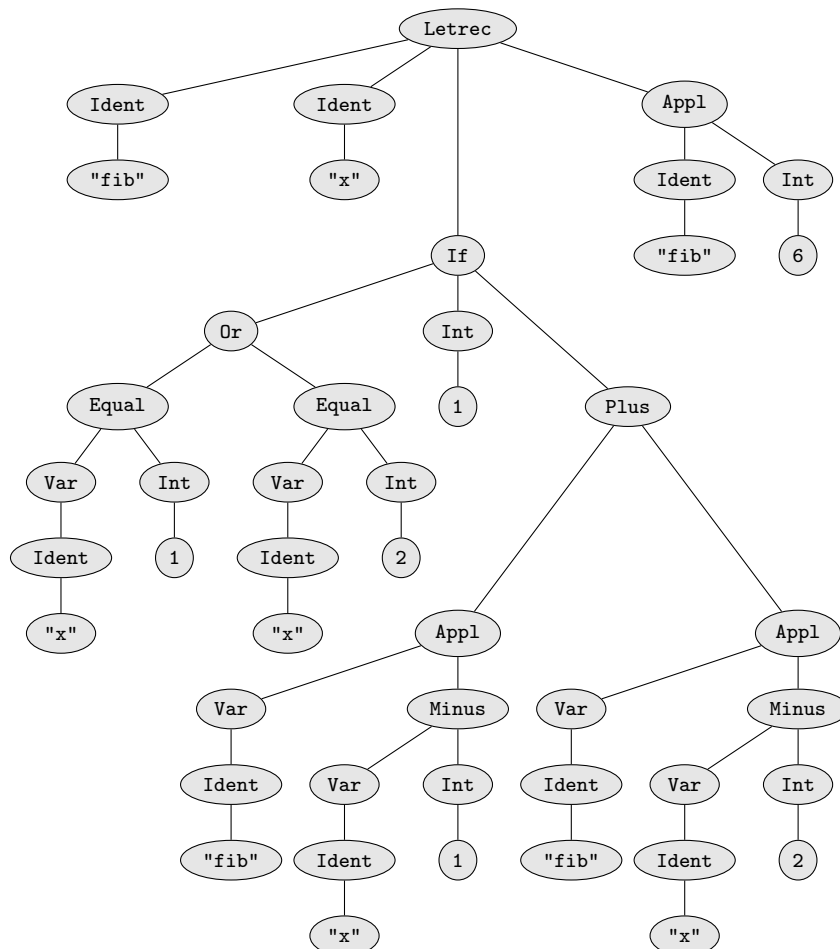 Letrec
Ident Ident Appl
"fib" "x" Ident Int
If "fib" 6
Or Int
Equal Equal 1 Plus
Var Int Var Int
Ident 1 Ident 2
"x" "x" Appl Appl
Var Minus Var Minus
Ident Var Int Ident Var Int
"fib" Ident 1 "fib" Ident 2
"x" "x"